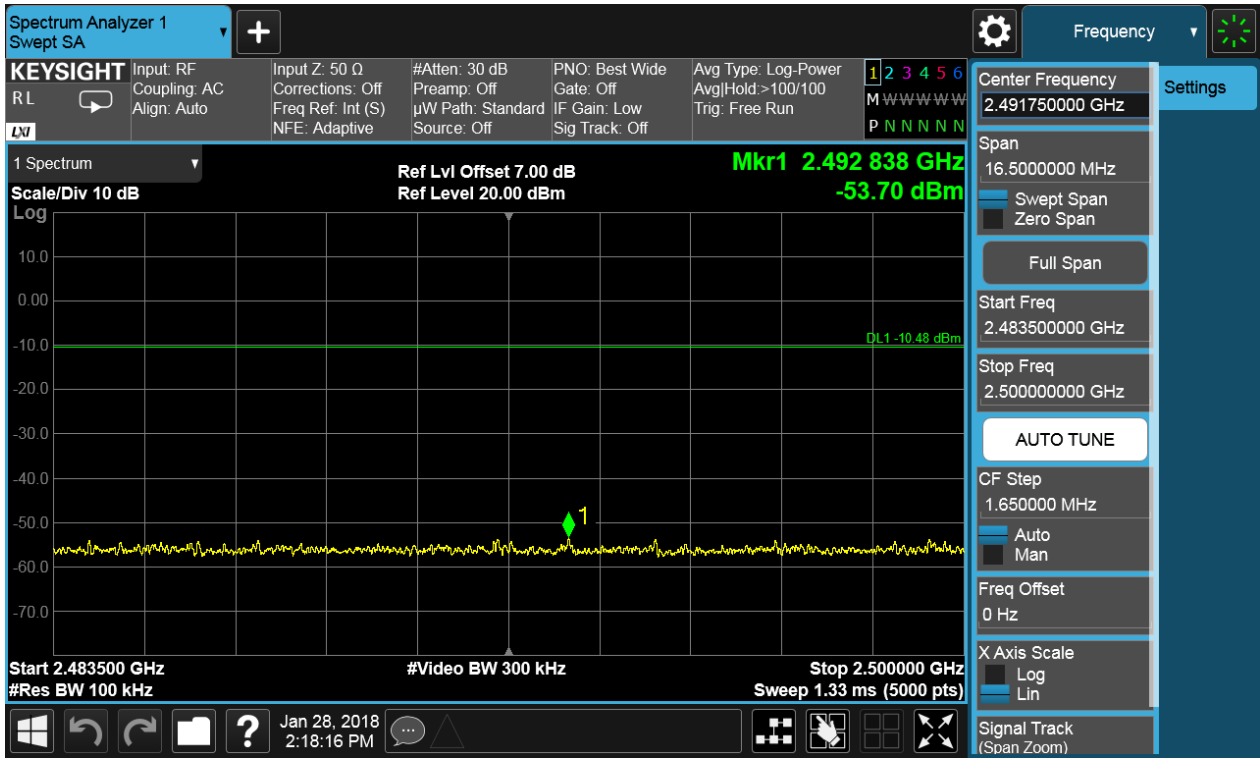 Spectrum Analyzer 1
Swept SA
Frequency
KEYSIGHT
R L
LXI
Input: RF
Coupling: AC
Align: Auto
Input Z: 50 Ω
Corrections: Off
Freq Ref: Int (S)
NFE: Adaptive
#Atten: 30 dB
Preamp: Off
µW Path: Standard
Source: Off
PNO: Best Wide
Gate: Off
IF Gain: Low
Sig Track: Off
Avg Type: Log-Power
Avg|Hold:>100/100
Trig: Free Run
1 2 3 4 5 6
M W W W W W
P N N N N N
1 Spectrum
Scale/Div 10 dB
Log
Ref Lvl Offset 7.00 dB
Ref Level 20.00 dBm
Mkr1 2.492 838 GHz
-53.70 dBm
10.0
0.00
-10.0
-20.0
-30.0
-40.0
-50.0
-60.0
-70.0
DL1 -10.48 dBm
1
Start 2.483500 GHz
#Res BW 100 kHz
#Video BW 300 kHz
Stop 2.500000 GHz
Sweep 1.33 ms (5000 pts)
Center Frequency
2.491750000 GHz
Span
16.5000000 MHz
Swept Span
Zero Span
Full Span
Start Freq
2.483500000 GHz
Stop Freq
2.500000000 GHz
AUTO TUNE
CF Step
1.650000 MHz
Auto
Man
Freq Offset
0 Hz
X Axis Scale
Log
Lin
Signal Track
(Span Zoom)
Settings
?
Jan 28, 2018
2:18:16 PM